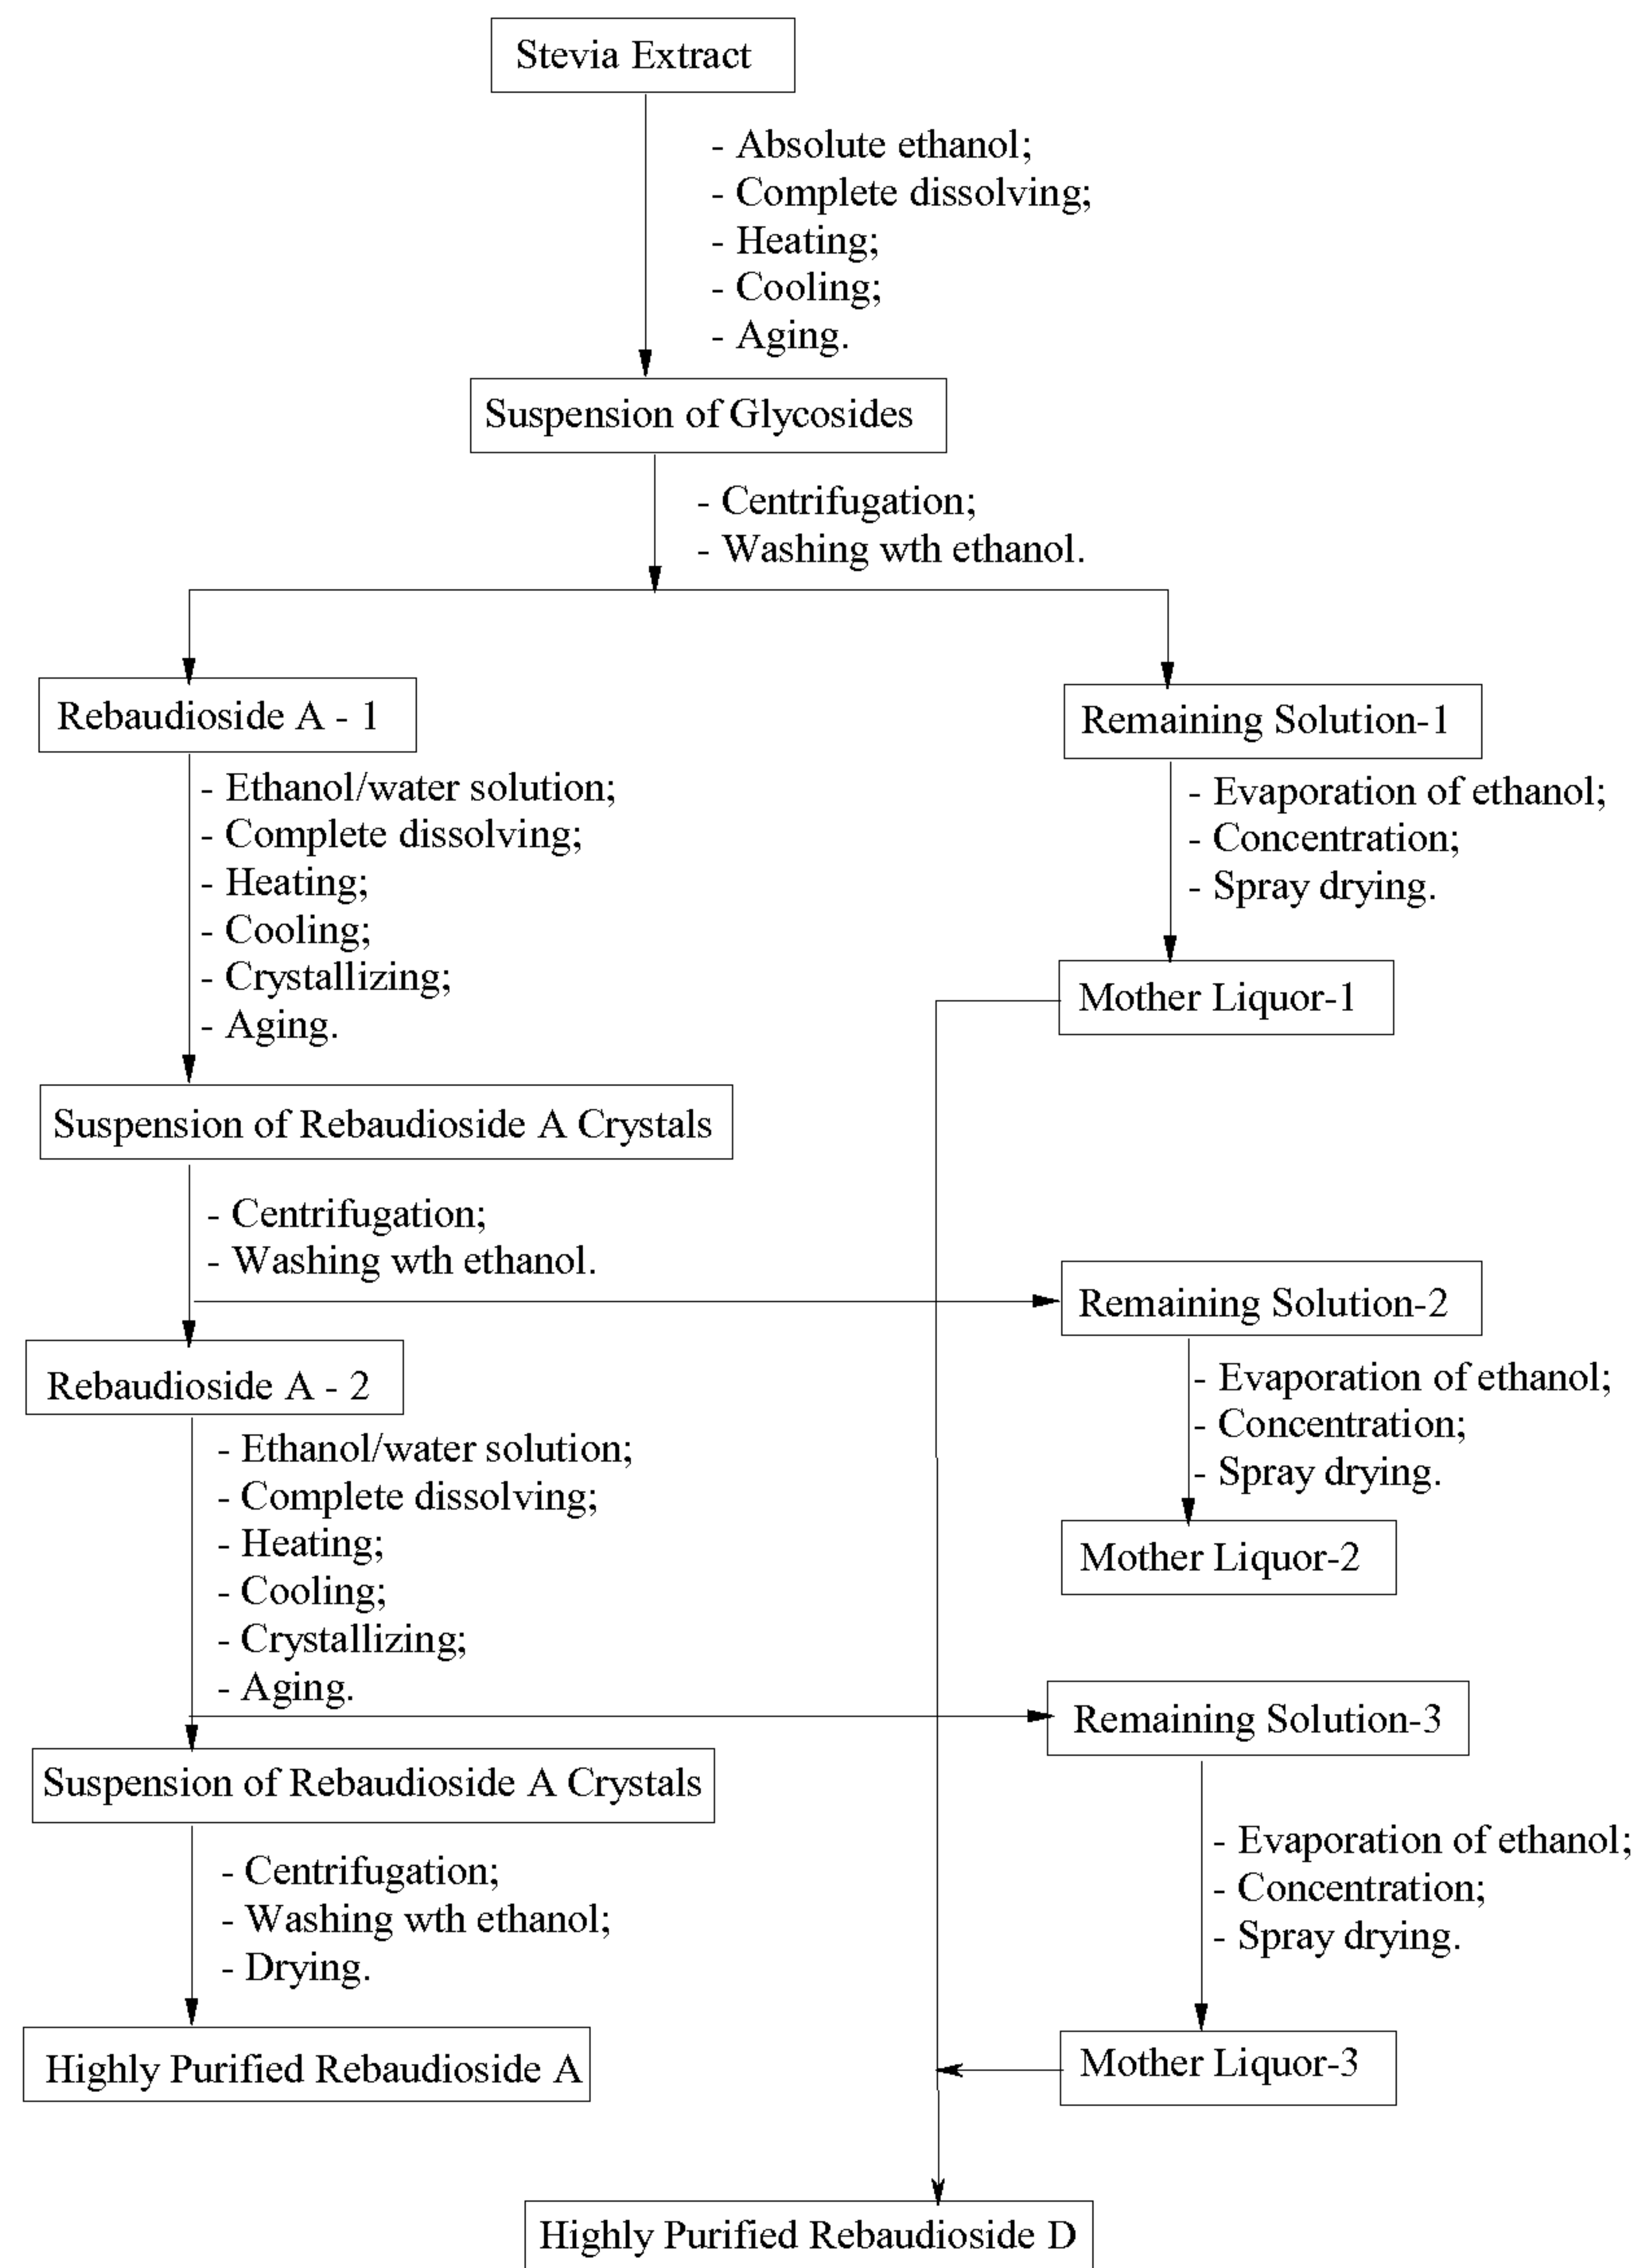 Stevia Extract
- Absolute ethanol;
- Complete dissolving;
- Heating;
- Cooling;
- Aging.
Suspension of Glycosides
- Centrifugation;
- Washing wth ethanol.
Rebaudioside A - 1
Remaining Solution-1
- Ethanol/water solution;
- Complete dissolving;
- Heating;
- Cooling;
- Crystallizing;
- Aging.
- Evaporation of ethanol;
- Concentration;
- Spray drying.
Mother Liquor-1
Suspension of Rebaudioside A Crystals
- Centrifugation;
- Washing wth ethanol.
Remaining Solution-2
Rebaudioside A - 2
- Evaporation of ethanol;
- Concentration;
- Spray drying.
Mother Liquor-2
- Ethanol/water solution;
- Complete dissolving;
- Heating;
- Cooling;
- Crystallizing;
- Aging.
Remaining Solution-3
Suspension of Rebaudioside A Crystals
- Evaporation of ethanol;
- Concentration;
- Spray drying.
- Centrifugation;
- Washing wth ethanol;
- Drying.
Highly Purified Rebaudioside A
Mother Liquor-3
Highly Purified Rebaudioside D